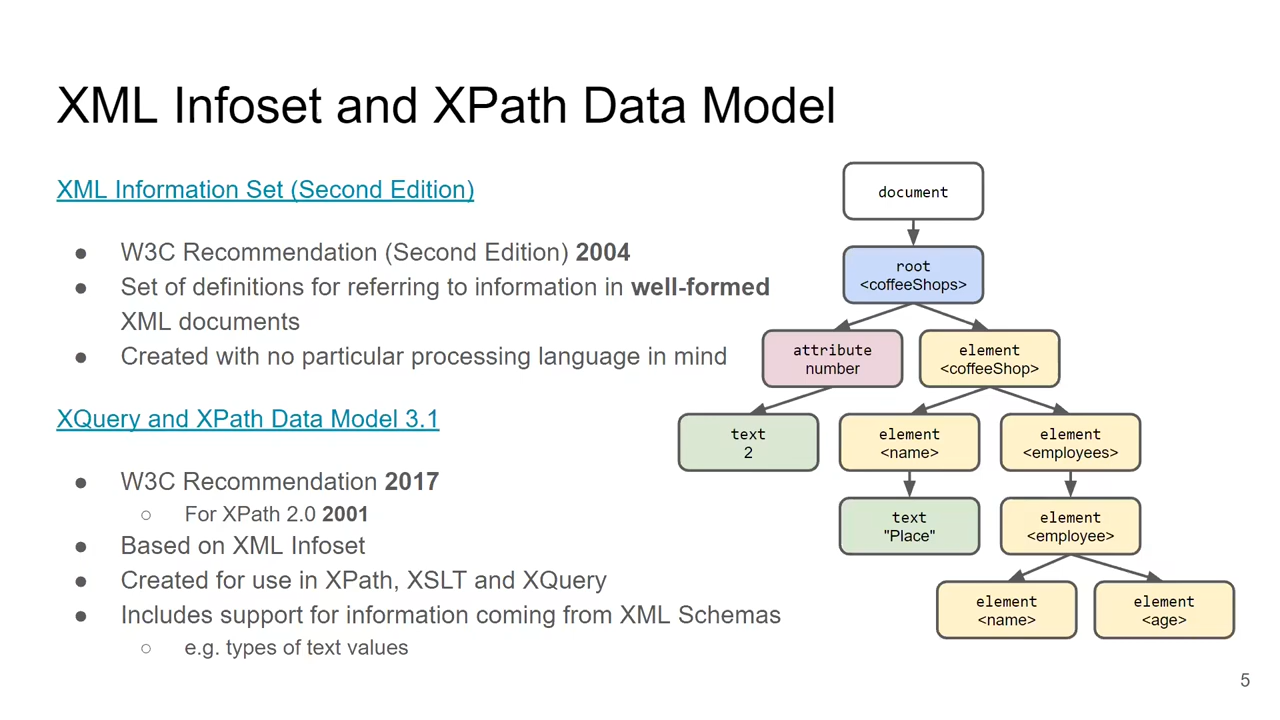 XML Infoset and XPath Data Model
XML Information Set (Second Edition)
● W3C Recommendation (Second Edition) 2004
● Set of definitions for referring to information in well-formed
XML documents
● Created with no particular processing language in mind
XQuery and XPath Data Model 3.1
● W3C Recommendation 2017
○ For XPath 2.0 2001
● Based on XML Infoset
● Created for use in XPath, XSLT and XQuery
● Includes support for information coming from XML Schemas
○ e.g. types of text values
document
root
<coffeeShops>
attribute
number
element
<coffeeShop>
text
2
element
<name>
element
<employees>
text
"Place"
element
<employee>
element
<name>
element
<age>
5